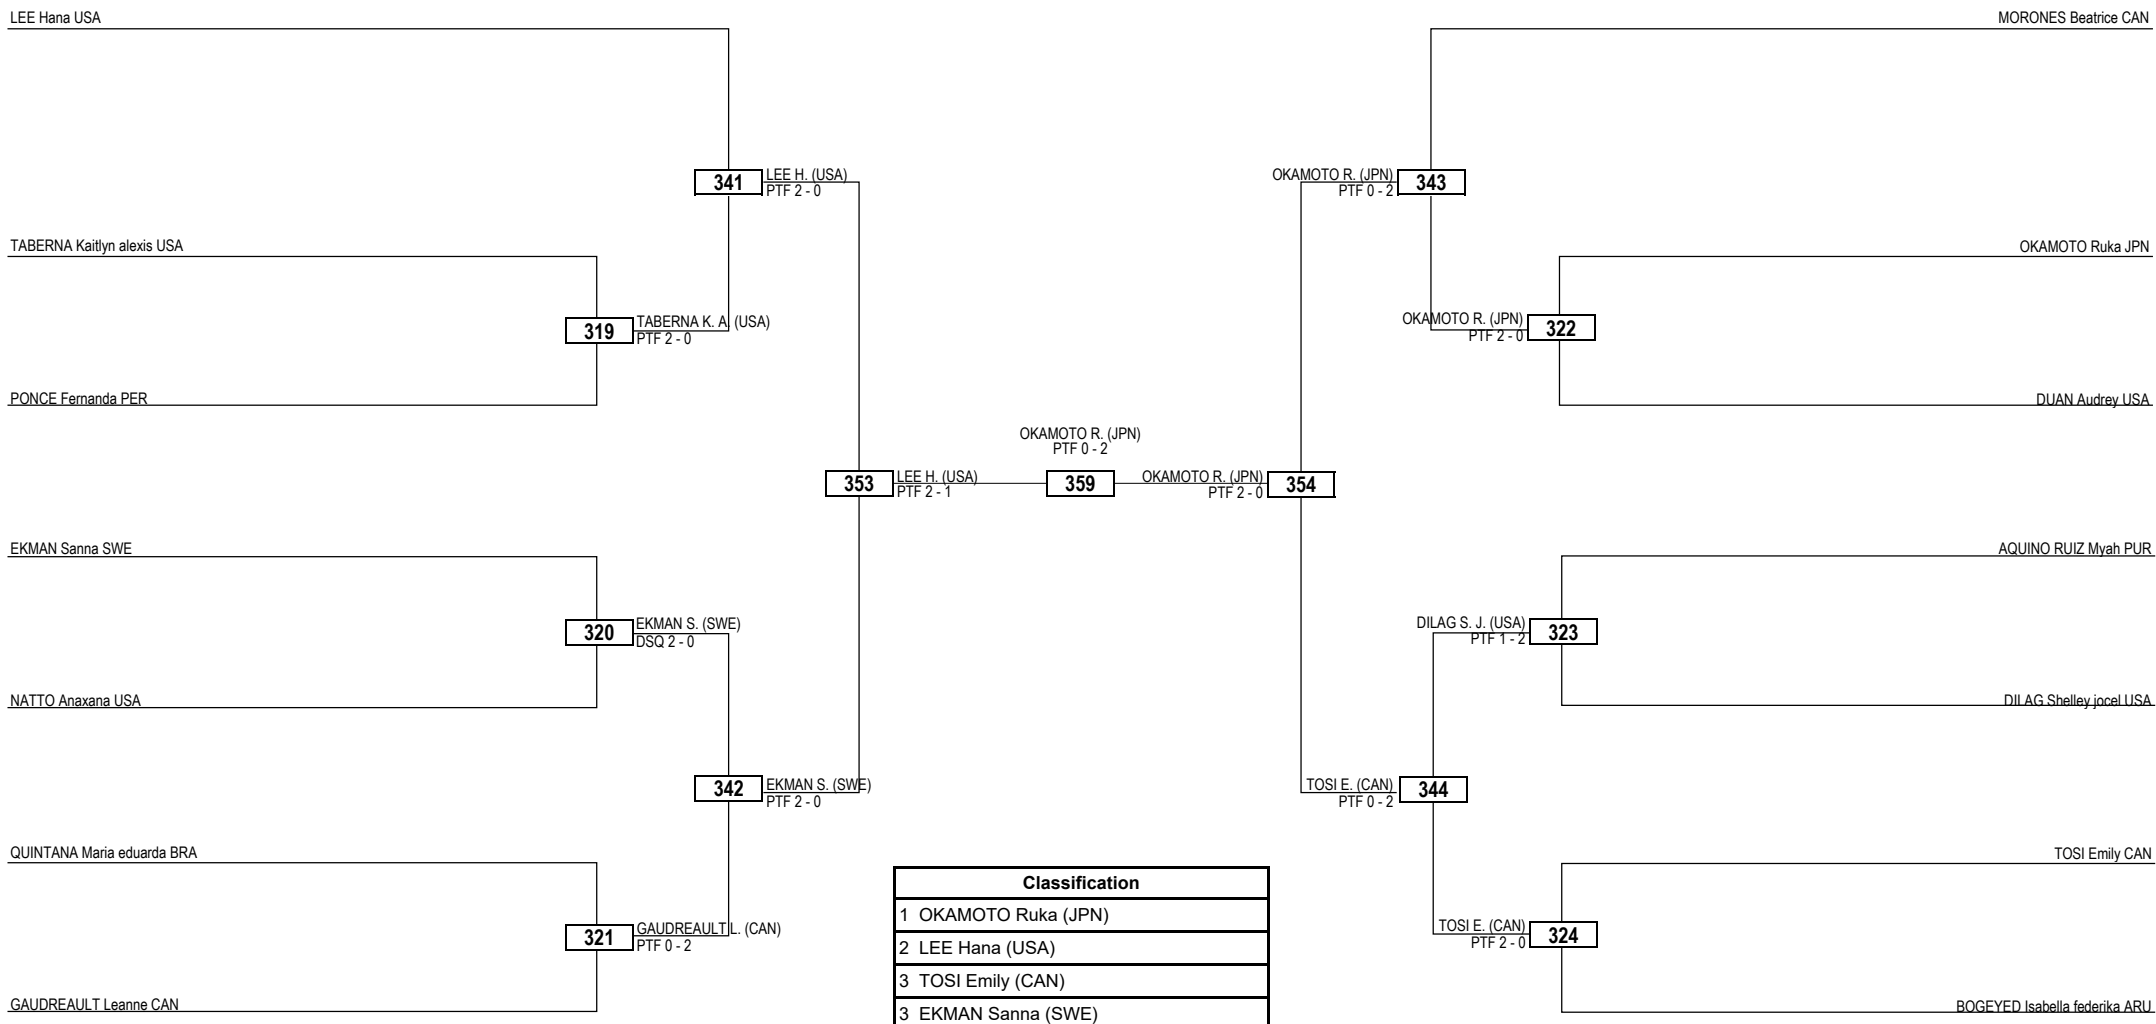 LEE Hana USA
MORONES Beatrice CAN
341
LEE H. (USA)
PTF 2 - 0
OKAMOTO R. (JPN)
PTF 0 - 2
343
TABERNA Kaitlyn alexis USA
OKAMOTO Ruka JPN
319
TABERNA K. A. (USA)
PTF 2 - 0
OKAMOTO R. (JPN)
PTF 2 - 0
322
PONCE Fernanda PER
DUAN Audrey USA
OKAMOTO R. (JPN)
PTF 0 - 2
353
LEE H. (USA)
PTF 2 - 1
359
OKAMOTO R. (JPN)
PTF 2 - 0
354
EKMAN Sanna SWE
AQUINO RUIZ Myah PUR
320
EKMAN S. (SWE)
DSQ 2 - 0
DILAG S. J. (USA)
PTF 1 - 2
323
NATTO Anaxana USA
DILAG Shelley jocel USA
342
EKMAN S. (SWE)
PTF 2 - 0
TOSI E. (CAN)
PTF 0 - 2
344
QUINTANA Maria eduarda BRA
TOSI Emily CAN
321
GAUDREAULT L. (CAN)
PTF 0 - 2
TOSI E. (CAN)
PTF 2 - 0
324
GAUDREAULT Leanne CAN
BOGEYED Isabella federika ARU
Classification
1 OKAMOTO Ruka (JPN)
2 LEE Hana (USA)
3 TOSI Emily (CAN)
3 EKMAN Sanna (SWE)